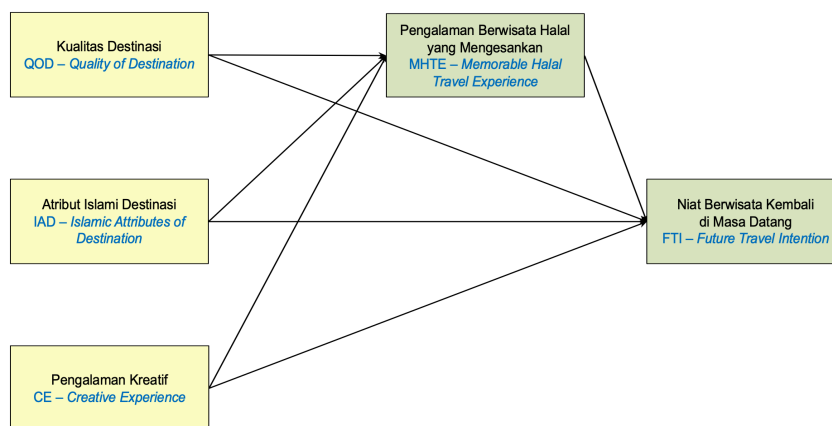 Kualitas Destinasi
QOD – Quality of Destination
Pengalaman Berwisata Halal
yang Mengesankan
MHTE – Memorable Halal
Travel Experience
Atribut Islami Destinasi
IAD – Islamic Attributes of
Destination
Niat Berwisata Kembali
di Masa Datang
FTI – Future Travel Intention
Pengalaman Kreatif
CE – Creative Experience